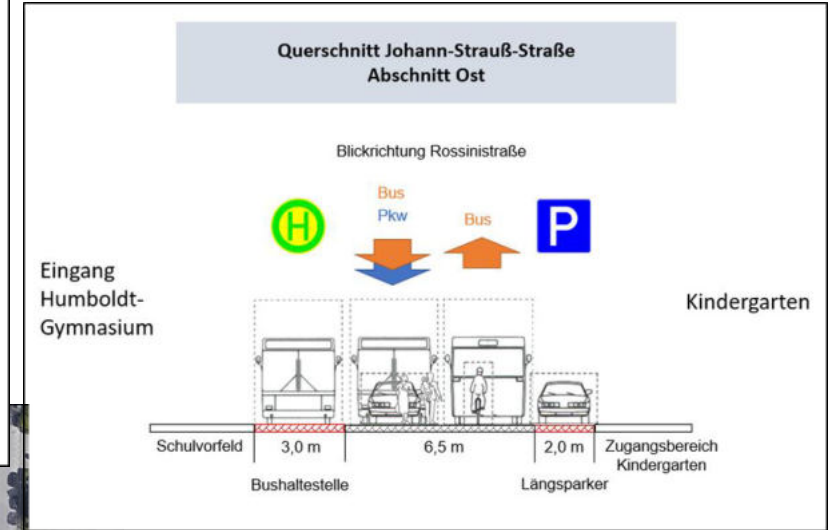 Querschnitt Johann-Strauß-Straße
Abschnitt Ost
Blickrichtung Rossinistraße
Bus
Pkw
Bus
H
P
Eingang
Humboldt-
Gymnasium
Kindergarten
Schulvorfeld
3,0 m
6,5 m
2,0 m
Zugangsbereich
Kindergarten
Bushaltestelle
Längsparker